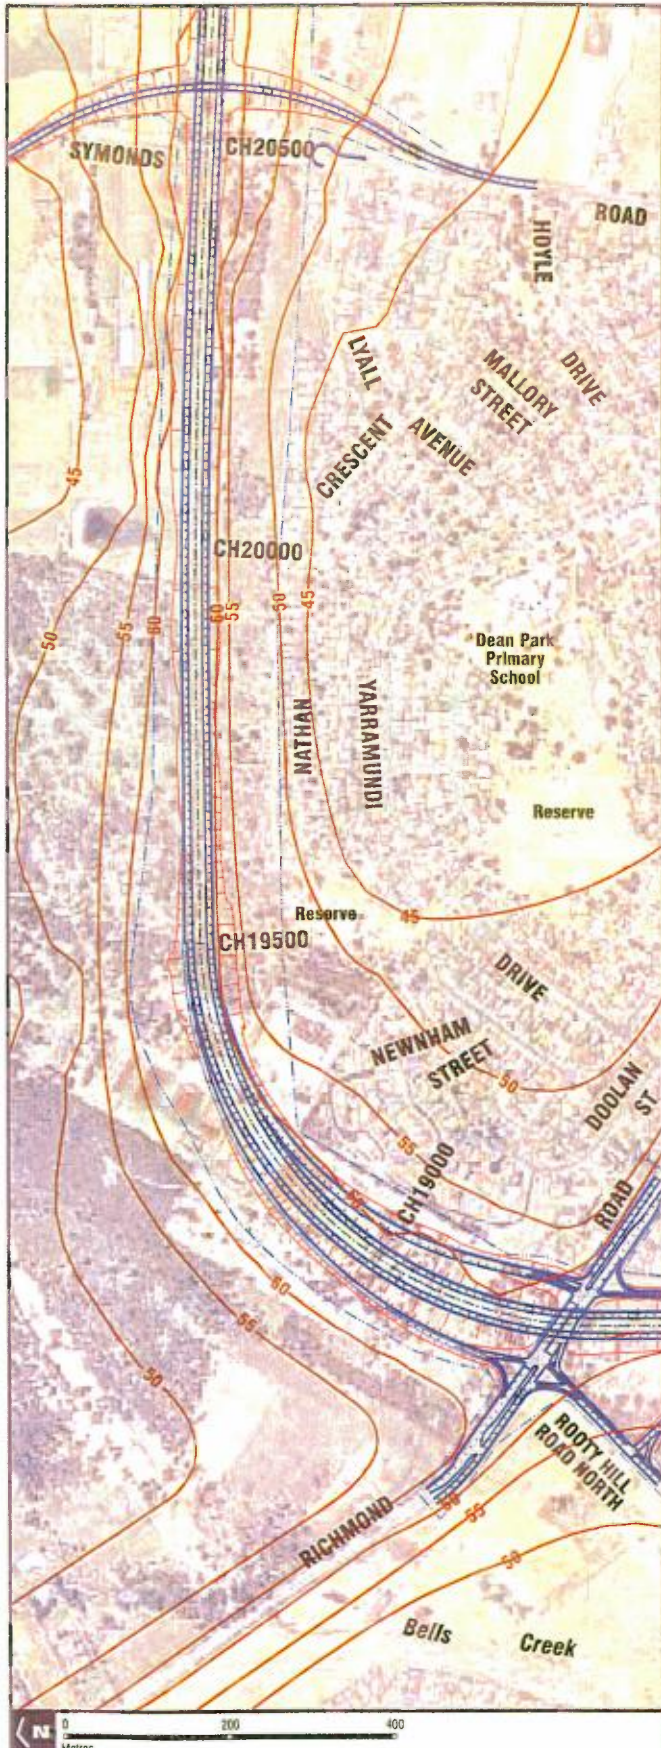 SYMONDS
CH20500
ROAD
HOYLE
DRIVE
MALLORY
STREET
LYALL
CRESCENT
AVENUE
45
CH20000
50
55
60
60
55
50
45
Dean Park
Primary
School
NATHAN
YARRAMUNDI
Reserve
Reserve
45
CH19500
DRIVE
NEWNHAM
STREET
50
DOOLAN
ST
55
CH19000
ROAD
60
60
55
50
ROOTY HILL
ROAD NORTH
RICHMOND
60
55
50
Bells Creek
N
0 200 400
Metres